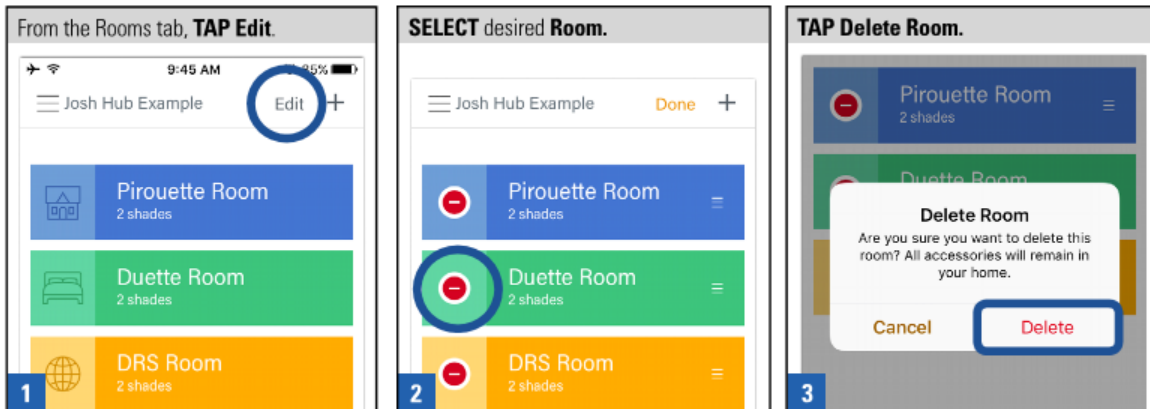 From the Rooms tab, TAP Edit.
9:45 AM
85%
Josh Hub Example
Edit +
Pirouette Room
2 shades
Duette Room
2 shades
DRS Room
2 shades
1
SELECT desired Room.
Josh Hub Example
Done +
Pirouette Room
2 shades
Duette Room
2 shades
DRS Room
2 shades
2
TAP Delete Room.
Pirouette Room
2 shades
Duette Room
Delete Room
Are you sure you want to delete this
room? All accessories will remain in
your home.
Cancel
Delete
3